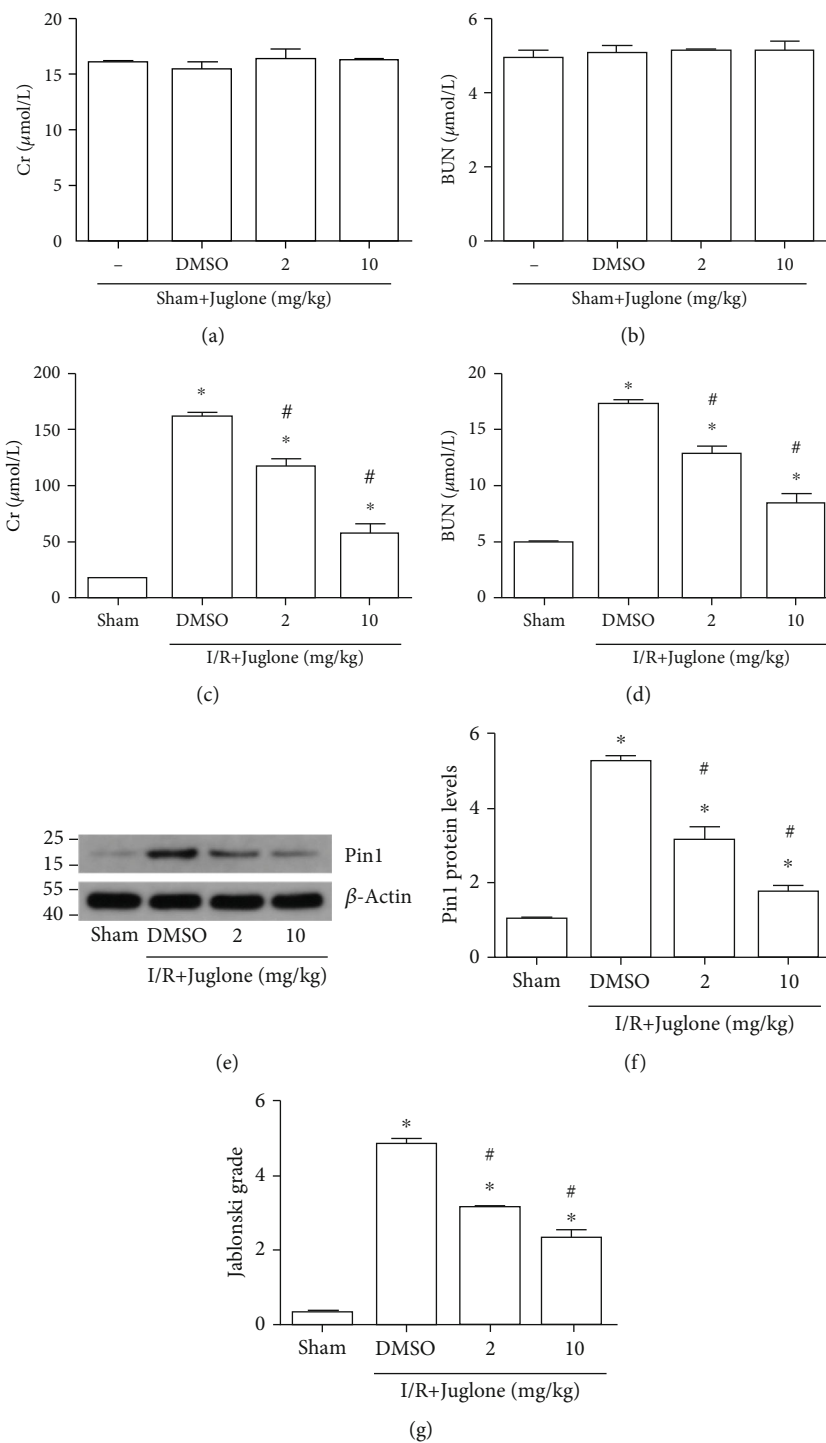 20
15
10
5
0
Cr (μmol/L)
– DMSO 2 10
Sham+Juglone (mg/kg)
(a)
6
4
2
0
BUN (μmol/L)
– DMSO 2 10
Sham+Juglone (mg/kg)
(b)
200
150
100
50
0
Cr (μmol/L)
*
#
*
#
*
Sham DMSO 2 10
I/R+Juglone (mg/kg)
(c)
20
15
10
5
0
BUN (μmol/L)
*
#
*
#
*
Sham DMSO 2 10
I/R+Juglone (mg/kg)
(d)
25
15
Pin1
55
40
β-Actin
Sham DMSO 2 10
I/R+Juglone (mg/kg)
(e)
6
4
2
0
Pin1 protein levels
*
#
*
#
*
Sham DMSO 2 10
I/R+Juglone (mg/kg)
(f)
6
4
2
0
Jablonski grade
*
#
*
#
*
Sham DMSO 2 10
I/R+Juglone (mg/kg)
(g)